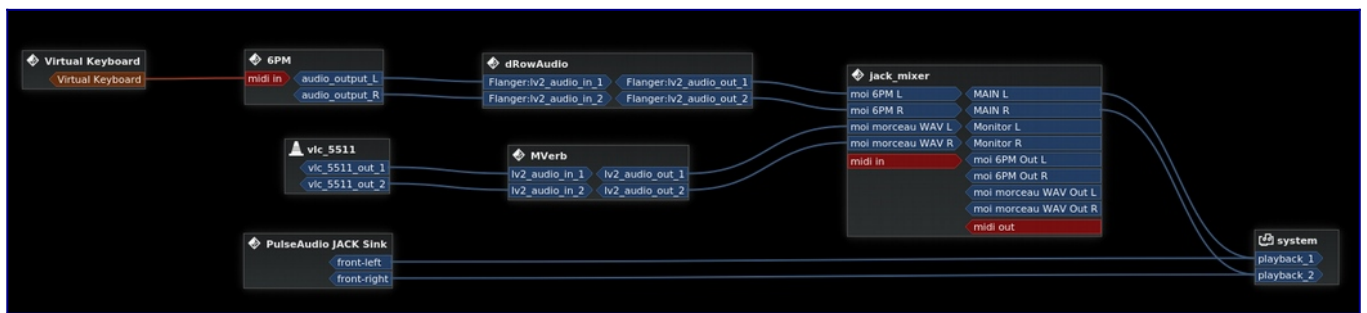 Virtual Keyboard
Virtual Keyboard
6PM
midi in audio_output_L
audio_output_R
dRowAudio
Flanger:lv2_audio_in_1 Flanger:lv2_audio_out_1
Flanger:lv2_audio_in_2 Flanger:lv2_audio_out_2
vlc_5511
vlc_5511_out_1
vlc_5511_out_2
MVerb
lv2_audio_in_1 lv2_audio_out_1
lv2_audio_in_2 lv2_audio_out_2
jack_mixer
moi 6PM L MAIN L
moi 6PM R MAIN R
moi morceau WAV L Monitor L
moi morceau WAV R Monitor R
midi in moi 6PM Out L
moi 6PM Out R
moi morceau WAV Out L
moi morceau WAV Out R
midi out
PulseAudio JACK Sink
front-left
front-right
system
playback_1
playback_2